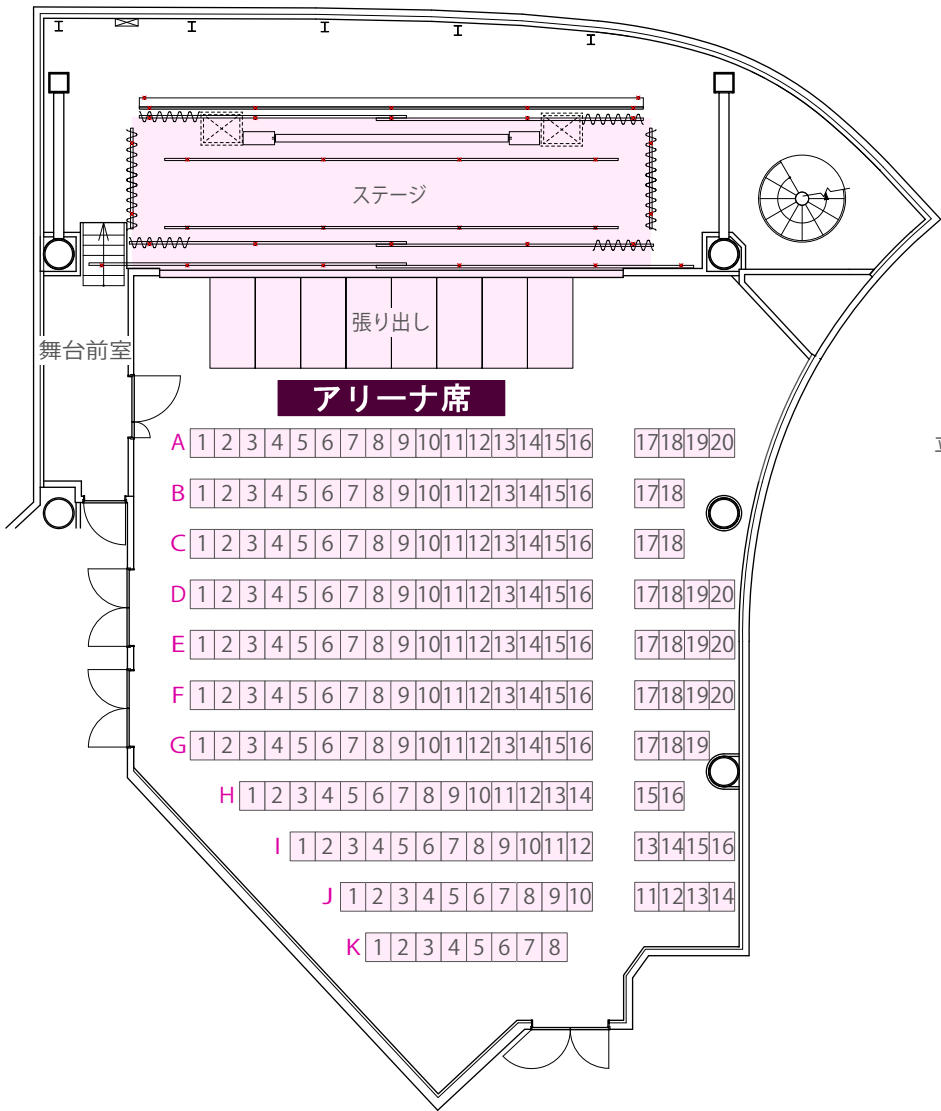 ステージ
張り出し
舞台前室
アリーナ席
A 1 2 3 4 5 6 7 8 9 10 11 12 13 14 15 16 17 18 19 20
B 1 2 3 4 5 6 7 8 9 10 11 12 13 14 15 16 17 18
C 1 2 3 4 5 6 7 8 9 10 11 12 13 14 15 16 17 18
D 1 2 3 4 5 6 7 8 9 10 11 12 13 14 15 16 17 18 19 20
E 1 2 3 4 5 6 7 8 9 10 11 12 13 14 15 16 17 18 19 20
F 1 2 3 4 5 6 7 8 9 10 11 12 13 14 15 16 17 18 19 20
G 1 2 3 4 5 6 7 8 9 10 11 12 13 14 15 16 17 18 19
H 1 2 3 4 5 6 7 8 9 10 11 12 13 14 15 16
I 1 2 3 4 5 6 7 8 9 10 11 12 13 14 15 16
J 1 2 3 4 5 6 7 8 9 10 11 12 13 14
K 1 2 3 4 5 6 7 8